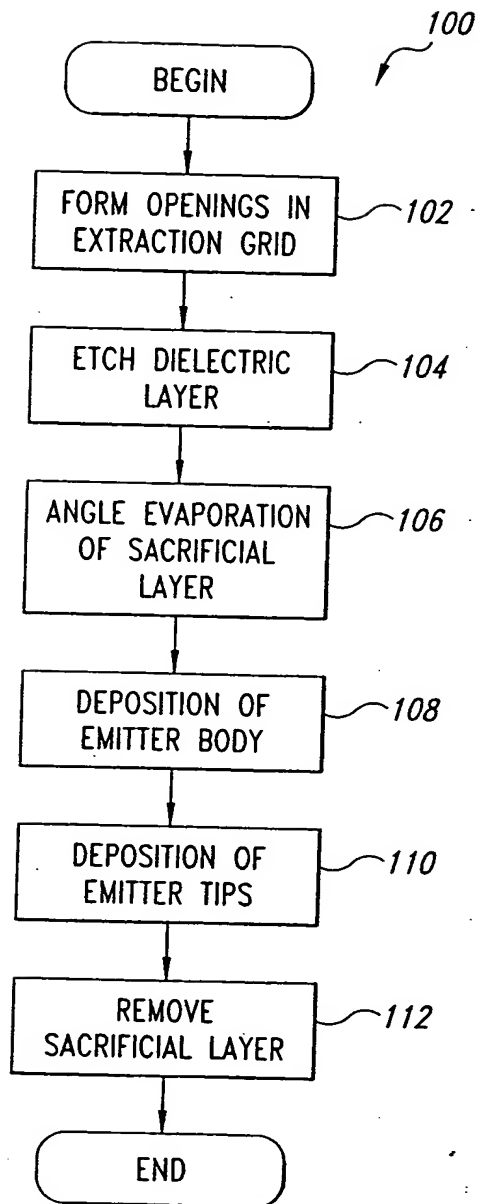 100
BEGIN
FORM OPENINGS IN
EXTRACTION GRID
102
ETCH DIELECTRIC
LAYER
104
ANGLE EVAPORATION
OF SACRIFICIAL
LAYER
106
DEPOSITION OF
EMITTER BODY
108
DEPOSITION OF
EMITTER TIPS
110
REMOVE
SACRIFICIAL LAYER
112
END